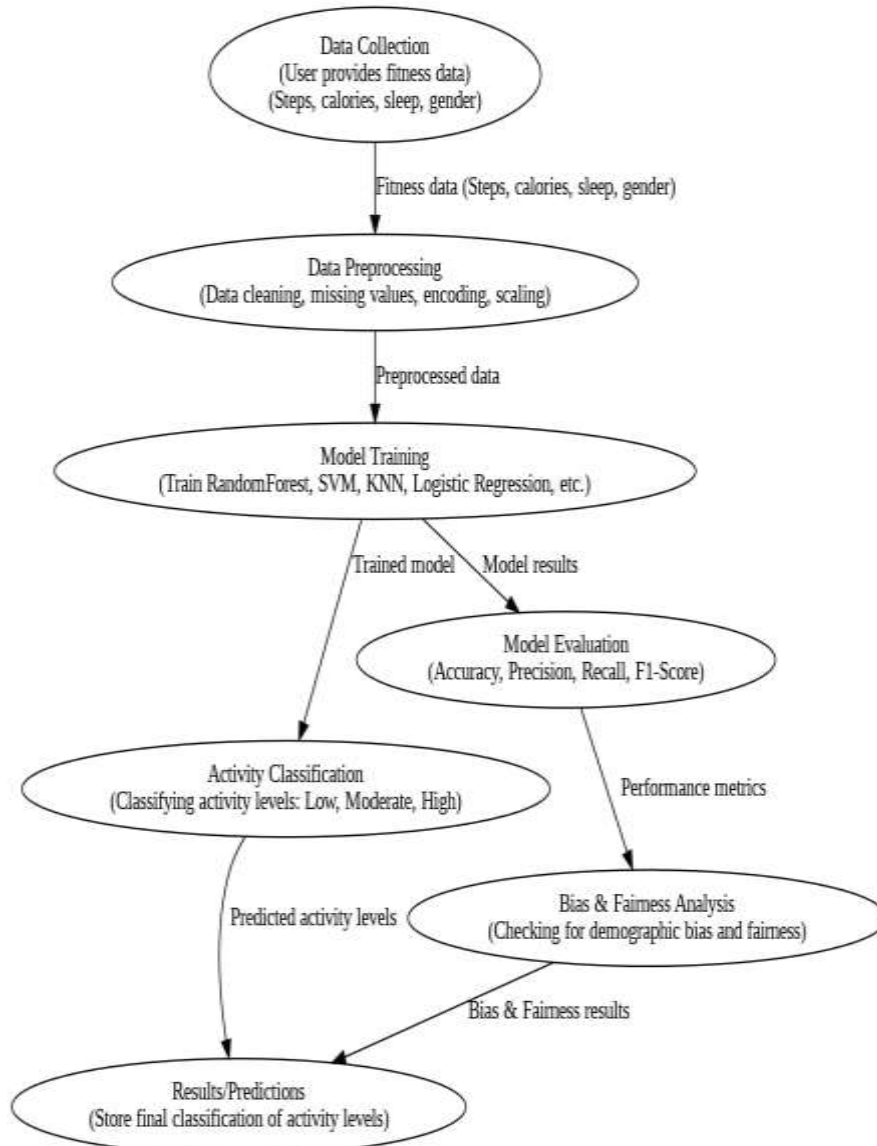 Data Collection
(User provides fitness data)
(Steps, calories, sleep, gender)
Fitness data (Steps, calories, sleep, gender)
Data Preprocessing
(Data cleaning, missing values, encoding, scaling)
Preprocessed data
Model Training
(Train RandomForest, SVM, KNN, Logistic Regression, etc.)
Trained model
Model results
Model Evaluation
(Accuracy, Precision, Recall, F1-Score)
Activity Classification
(Classifying activity levels: Low, Moderate, High)
Performance metrics
Predicted activity levels
Bias & Fairness Analysis
(Checking for demographic bias and fairness)
Bias & Fairness results
Results/Predictions
(Store final classification of activity levels)